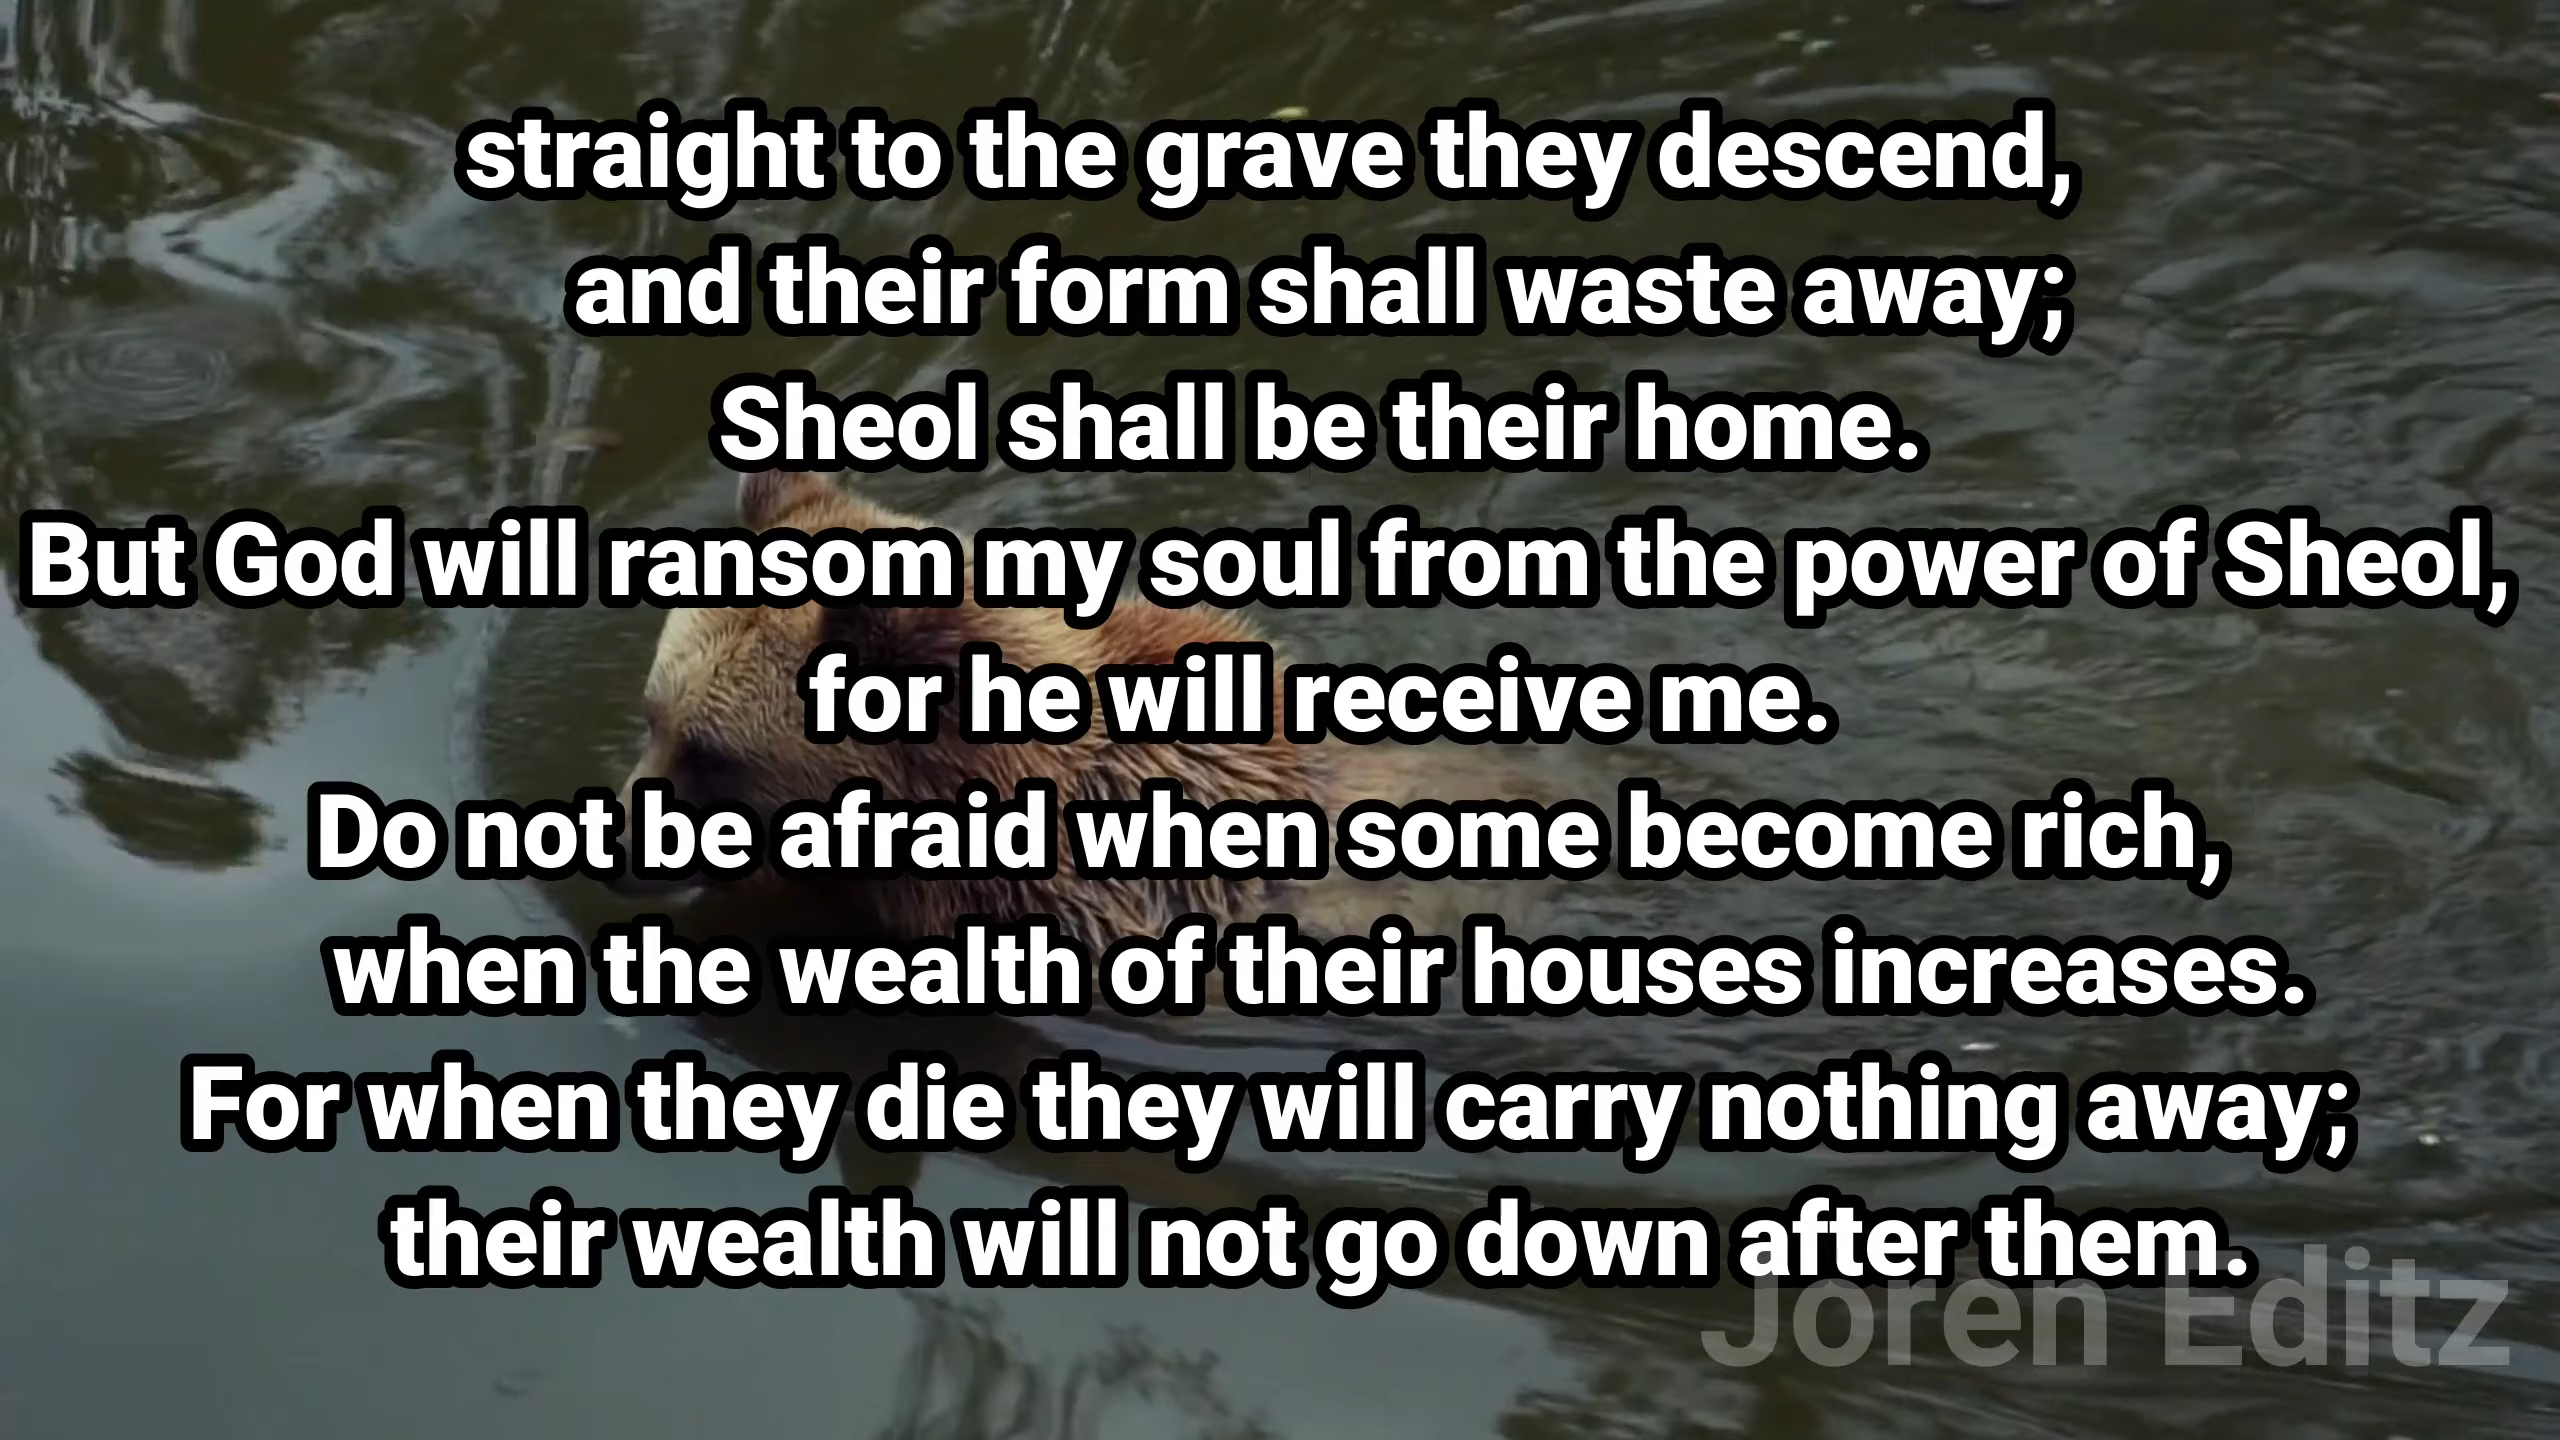 straight to the grave they descend,
and their form shall waste away;
Sheol shall be their home.
But God will ransom my soul from the power of Sheol,
for he will receive me.
Do not be afraid when some become rich,
when the wealth of their houses increases.
For when they die they will carry nothing away;
their wealth will not go down after them.
Joren Editz